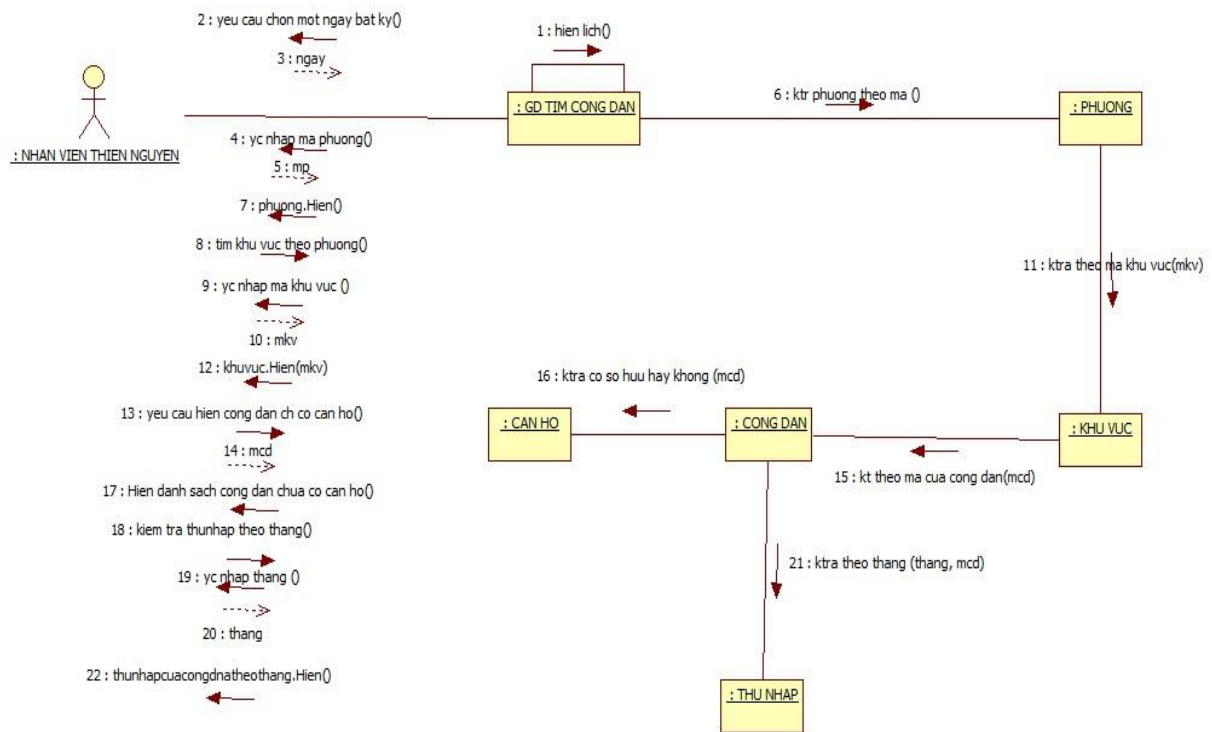 2 : yeu cau chon mot ngay bat ky()
1 : hien lich()
3 : ngay
6 : ktr phuong theo ma ()
: GD TIM CONG DAN
: PHUONG
: NHAN VIEN THIEN NGUYEN
4 : yc nhap ma phuong()
5 : mp
7 : phuong.Hien()
8 : tim khu vuc theo phuong()
9 : yc nhap ma khu vuc ()
10 : mkv
11 : ktra theo ma khu vuc(mkv)
12 : khuvuc.Hien(mkv)
16 : ktra co so huu hay khong (mcd)
13 : yeu cau hien cong dan ch co can ho()
14 : mcd
: CAN HO
: CONG DAN
: KHU VUC
15 : kt theo ma cua cong dan(mcd)
17 : Hien danh sach cong dan chua co can ho()
18 : kiem tra thunhap theo thang()
19 : yc nhap thang ()
20 : thang
21 : ktra theo thang (thang, mcd)
22 : thunhapcuacongdnatheothang.Hien()
: THU NHAP